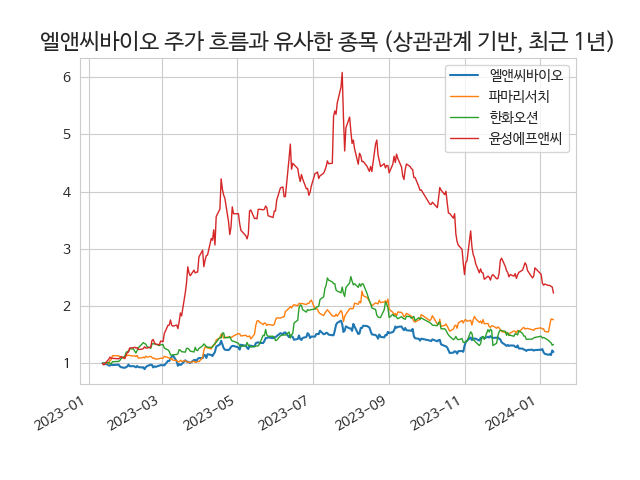 엘앤씨바이오 주가 흐름과 유사한 종목 (상관관계 기반, 최근 1년)
엘앤씨바이오
파마리서치
한화오션
윤성에프앤씨
6
5
4
3
2
1
2023-01
2023-03
2023-05
2023-07
2023-09
2023-11
2024-01